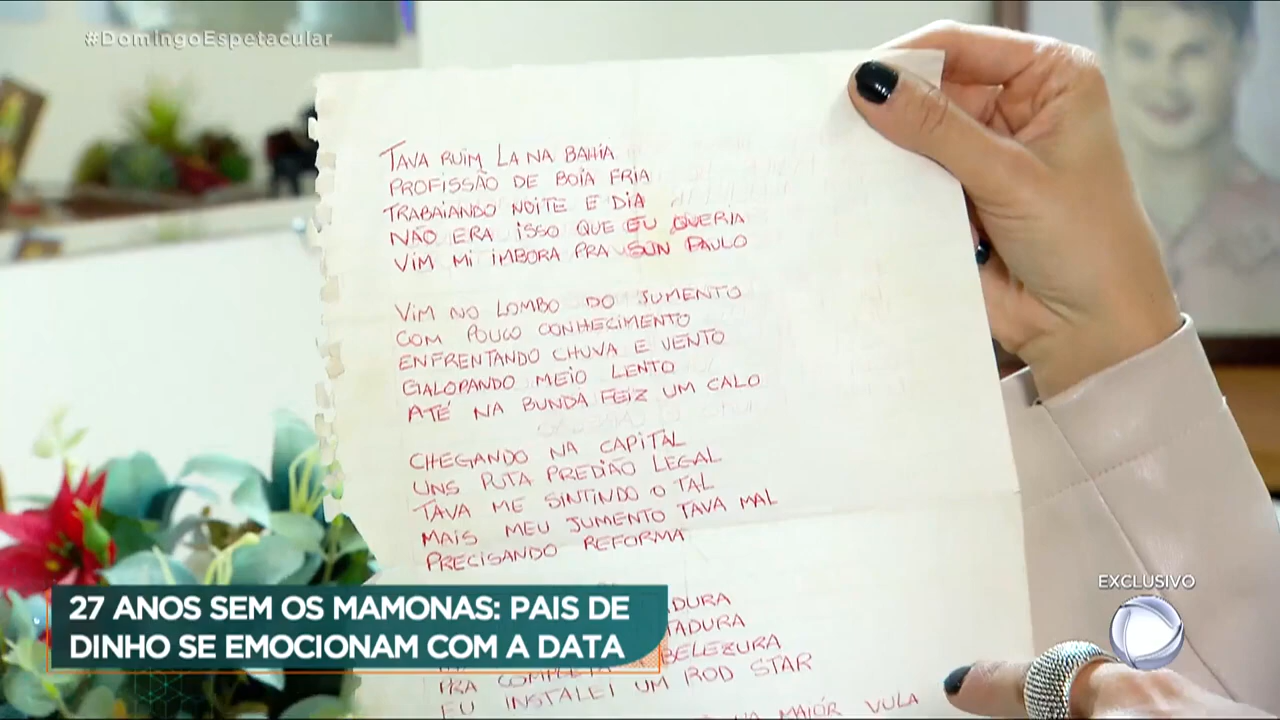 #DomingoEspetacular
TAVA RUIM LA NA BAHIA
PROFISSÃO DE BOIA FRIA
TRABAIANDO NOITE E DIA
NÃO ERA ISSO QUE EU QUERIA
VIM MI IMBORA PRA SUN PAULO
VIM NO LOMBO DO JUMENTO
COM POUCO CONHECIMENTO
ENFRENTANDO CHUVA E VENTO
GALOPANDO MEIO LENTO
ATÉ NA BUNDA FEIZ UM CALO
CHEGANDO NA CAPITAL
UNS PUTA PREDIÃO LEGAL
TAVA ME SINTINDO O TAL
MAIS MEU JUMENTO TAVA MAL
PRECISANDO REFORMA
PRA COMPLETA BELEZURA
EU INSTALEI UM ROD STAR
MAIÓR VULA
EXCLUSIVO
27 ANOS SEM OS MAMONAS: PAIS DE
DINHO SE EMOCIONAM COM A DATA